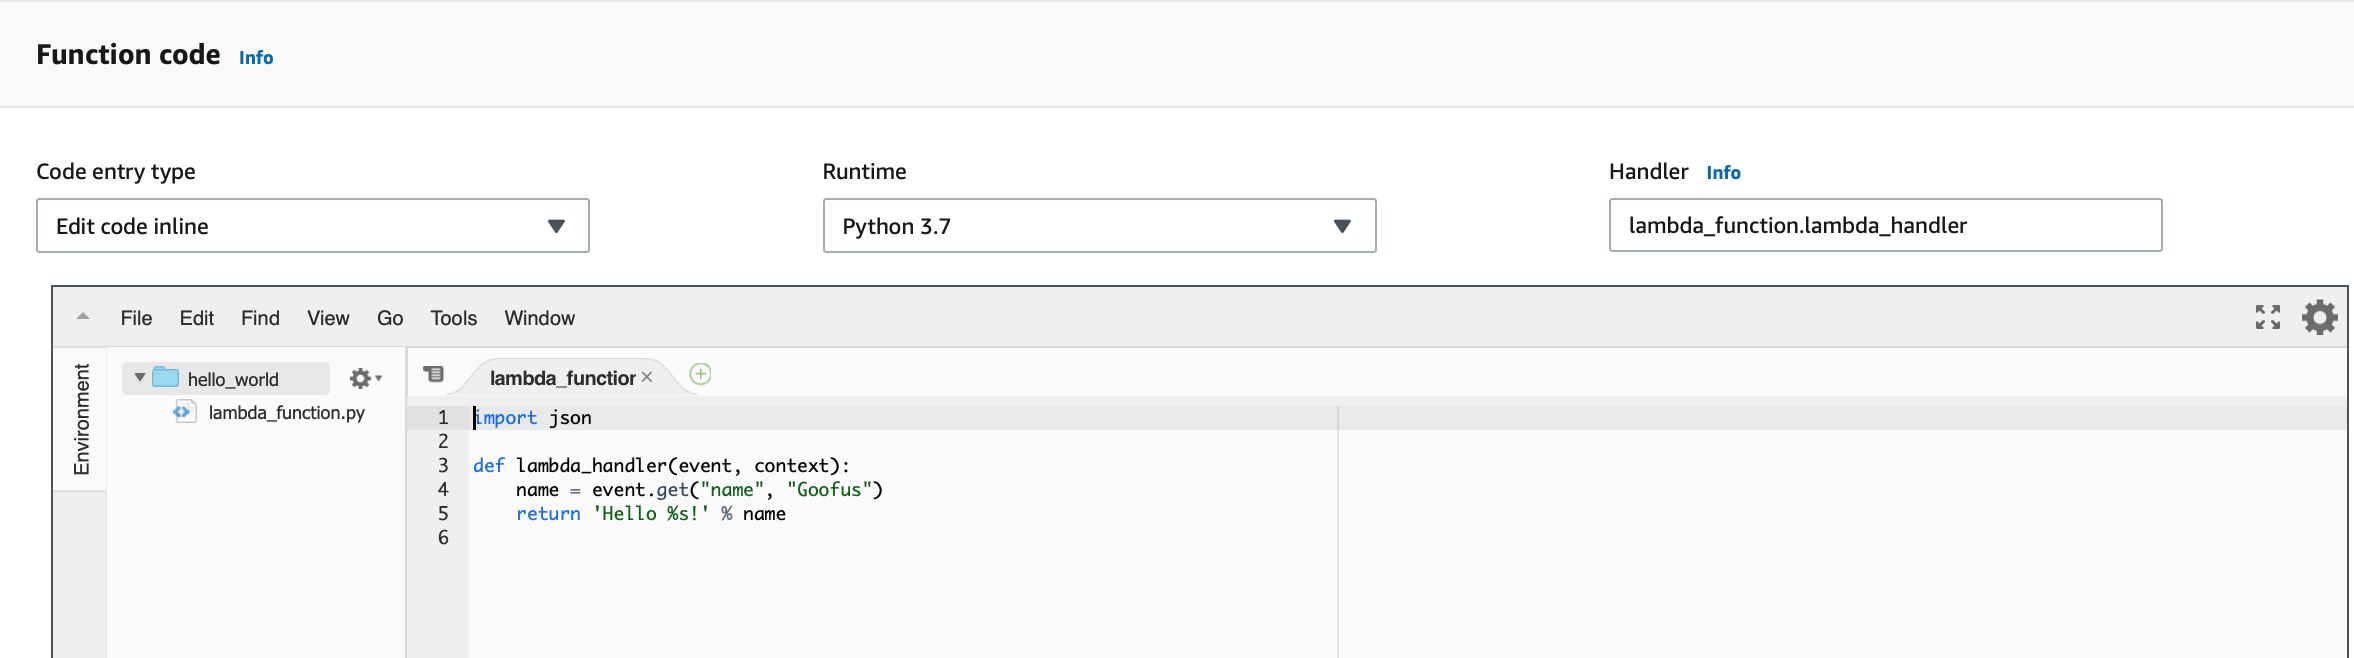 Function code Info
Code entry type Runtime Handler Info
Edit code inline Python 3.7 lambda_function.lambda_handler
File Edit Find View Go Tools Window
Environment
hello_world
lambda_function.py
lambda_function
1 import json
2
3 def lambda_handler(event, context):
4     name = event.get("name", "Goofus")
5     return 'Hello %s!' % name
6